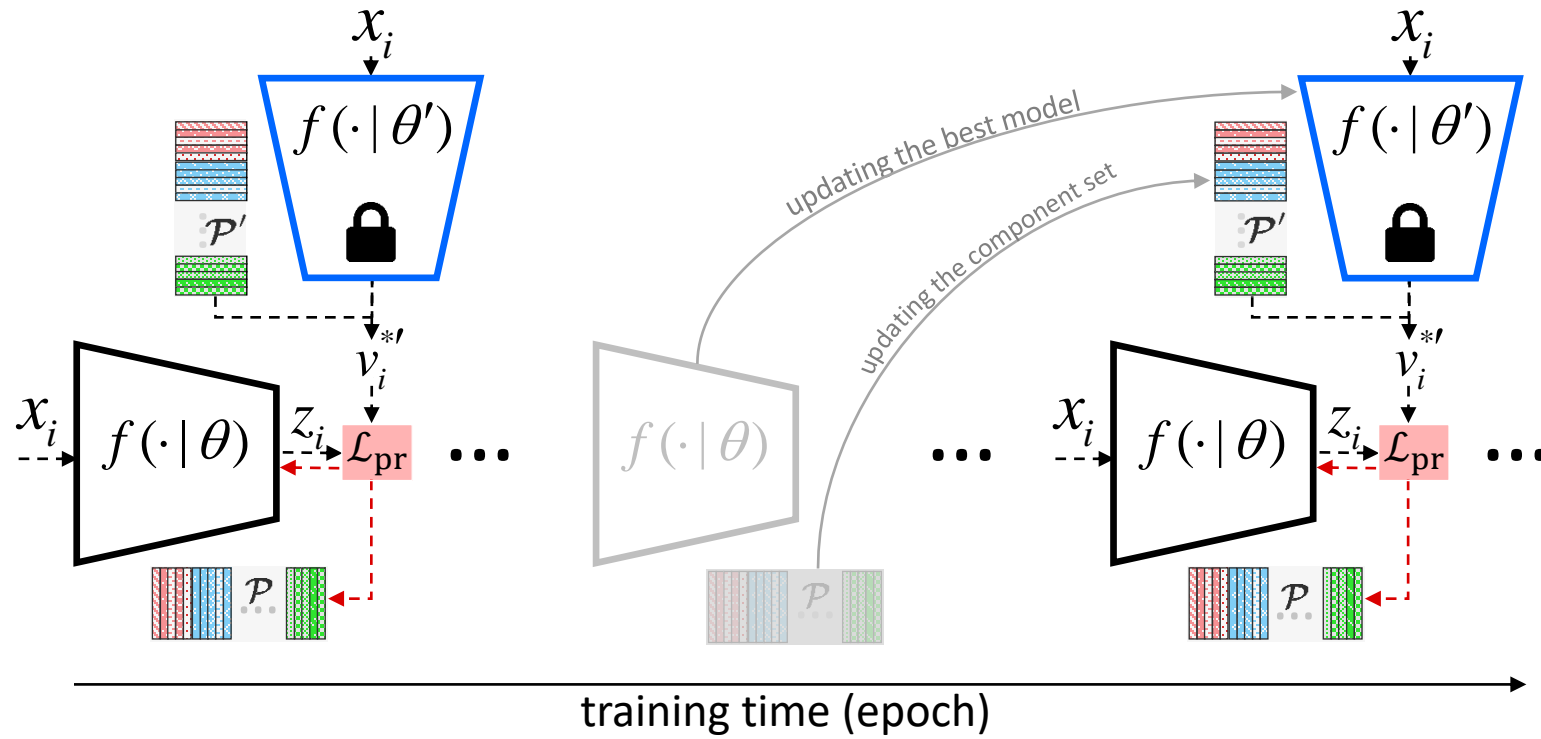 x_i
x_i
f(· | θ′)
updating the best model
f(· | θ′)
updating the component set
𝒫′
𝒫′
v_i^{*′}
v_i^{*′}
x_i
f(· | θ)
z_i
ℒ_pr
•••
f(· | θ)
•••
x_i
f(· | θ)
z_i
ℒ_pr
•••
𝒫
𝒫
𝒫
training time (epoch)